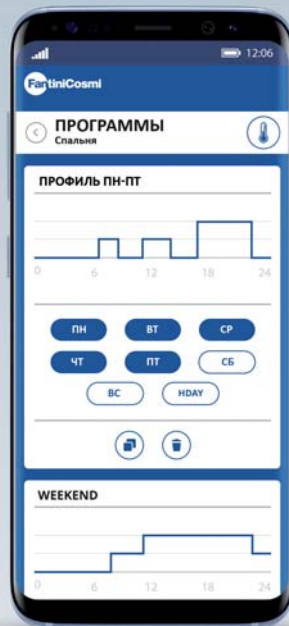 12:06
FantiniCosmi
ПРОГРАММЫ
Спальня
ПРОФИЛЬ ПН-ПТ
0 6 12 18 24
ПН ВТ СР
ЧТ ПТ СБ
ВС HDAY
WEEKEND
0 6 12 18 24